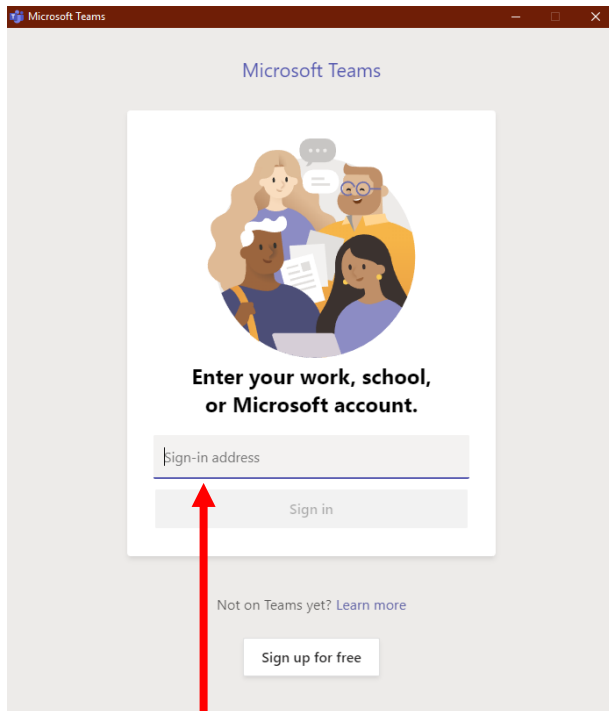 Microsoft Teams
Microsoft Teams
Enter your work, school,
or Microsoft account.
Sign-in address
Sign in
Not on Teams yet? Learn more
Sign up for free